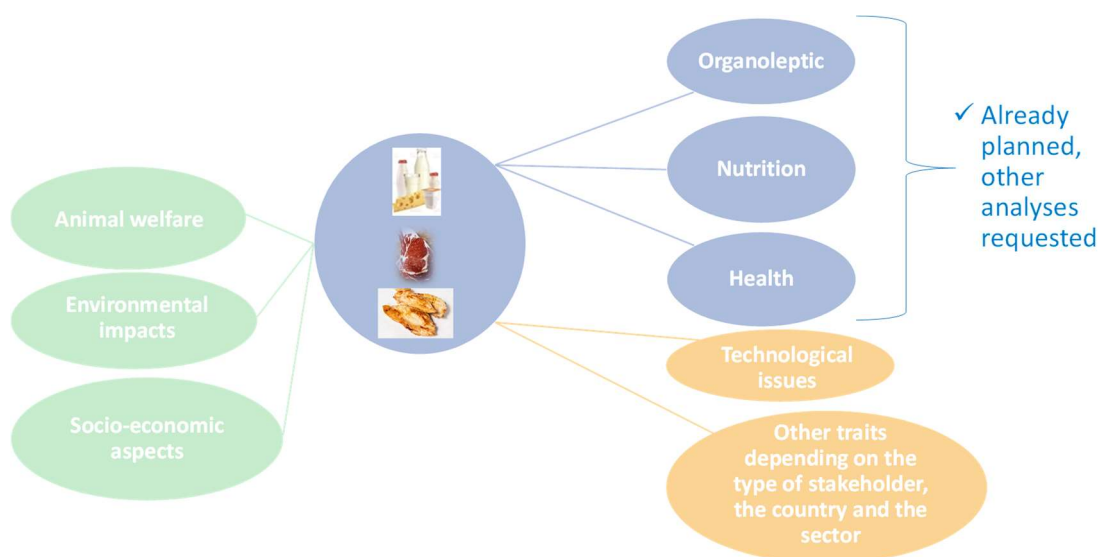 Organoleptic
Nutrition
Health
✓ Already
planned,
other
analyses
requested
Animal welfare
Environmental
impacts
Socio-economic
aspects
Technological
issues
Other traits
depending on the
type of stakeholder,
the country and the
sector